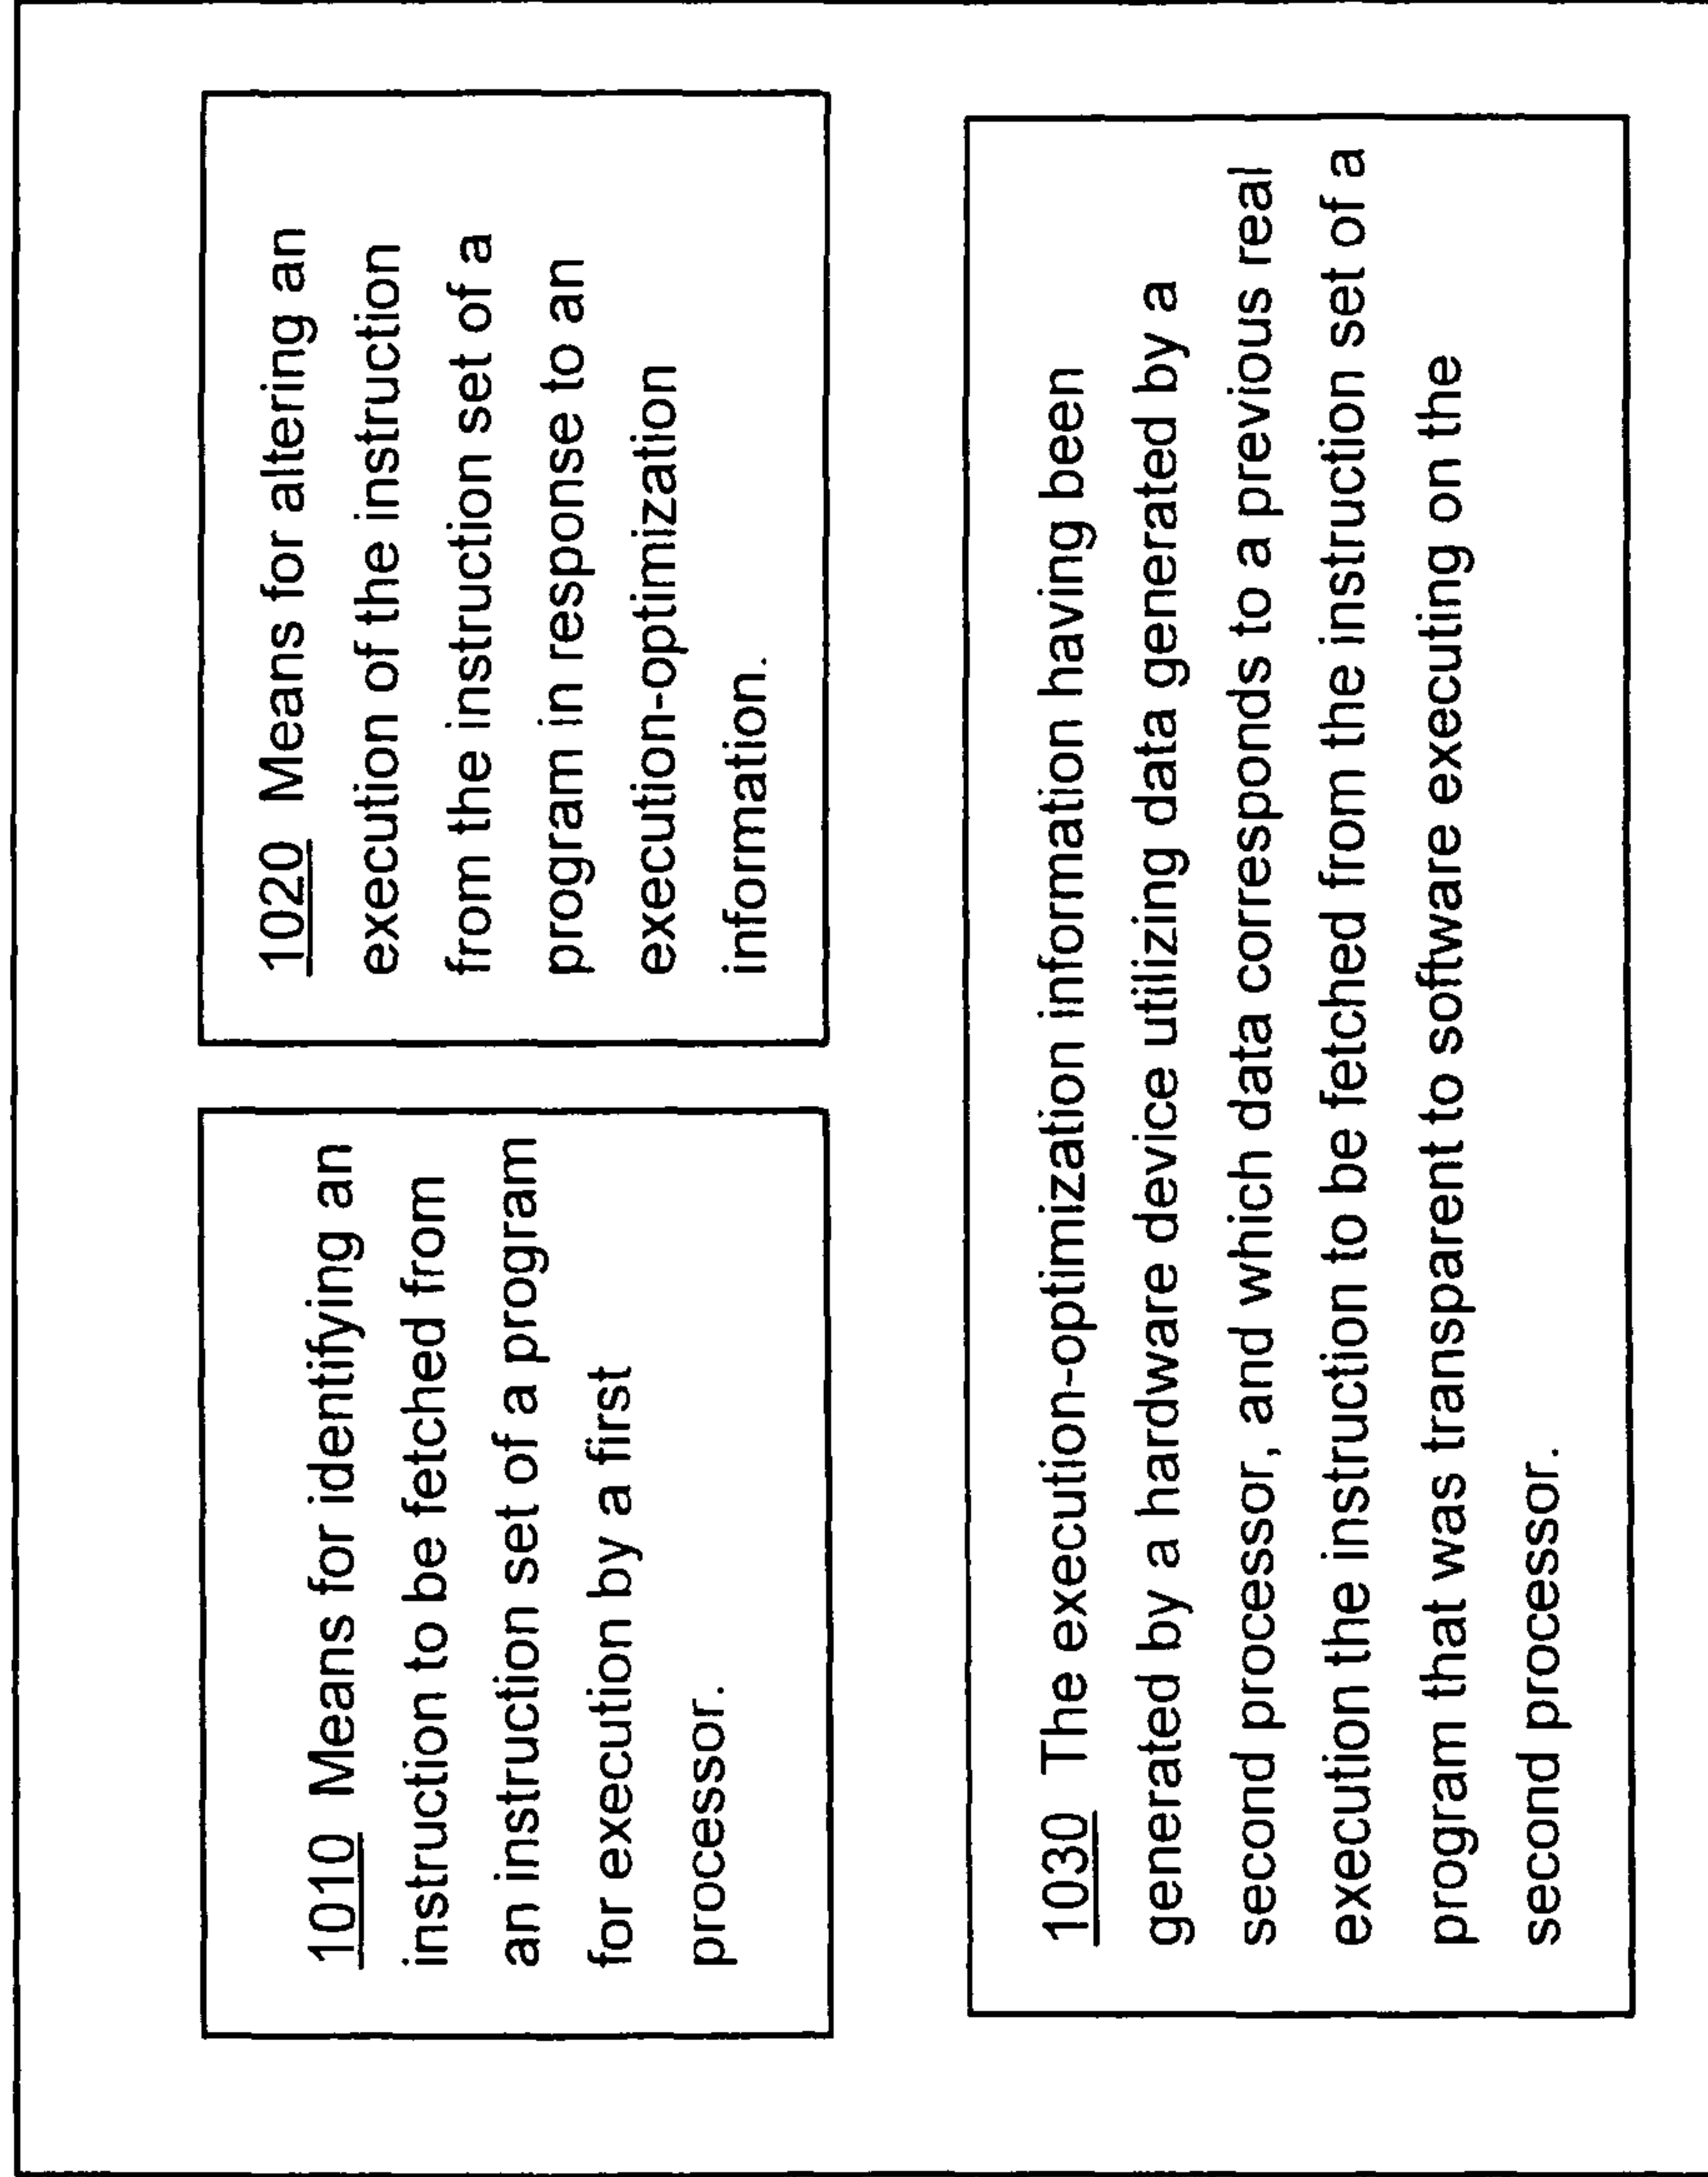 1010 Means for identifying an
instruction to be fetched from
an instruction set of a program
for execution by a first
processor.
1020 Means for altering an
execution of the instruction
from the instruction set of a
program in response to an
execution-optimization
information.
1030 The execution-optimization information having been
generated by a hardware device utilizing data generated by a
second processor, and which data corresponds to a previous real
execution the instruction to be fetched from the instruction set of a
program that was transparent to software executing on the
second processor.